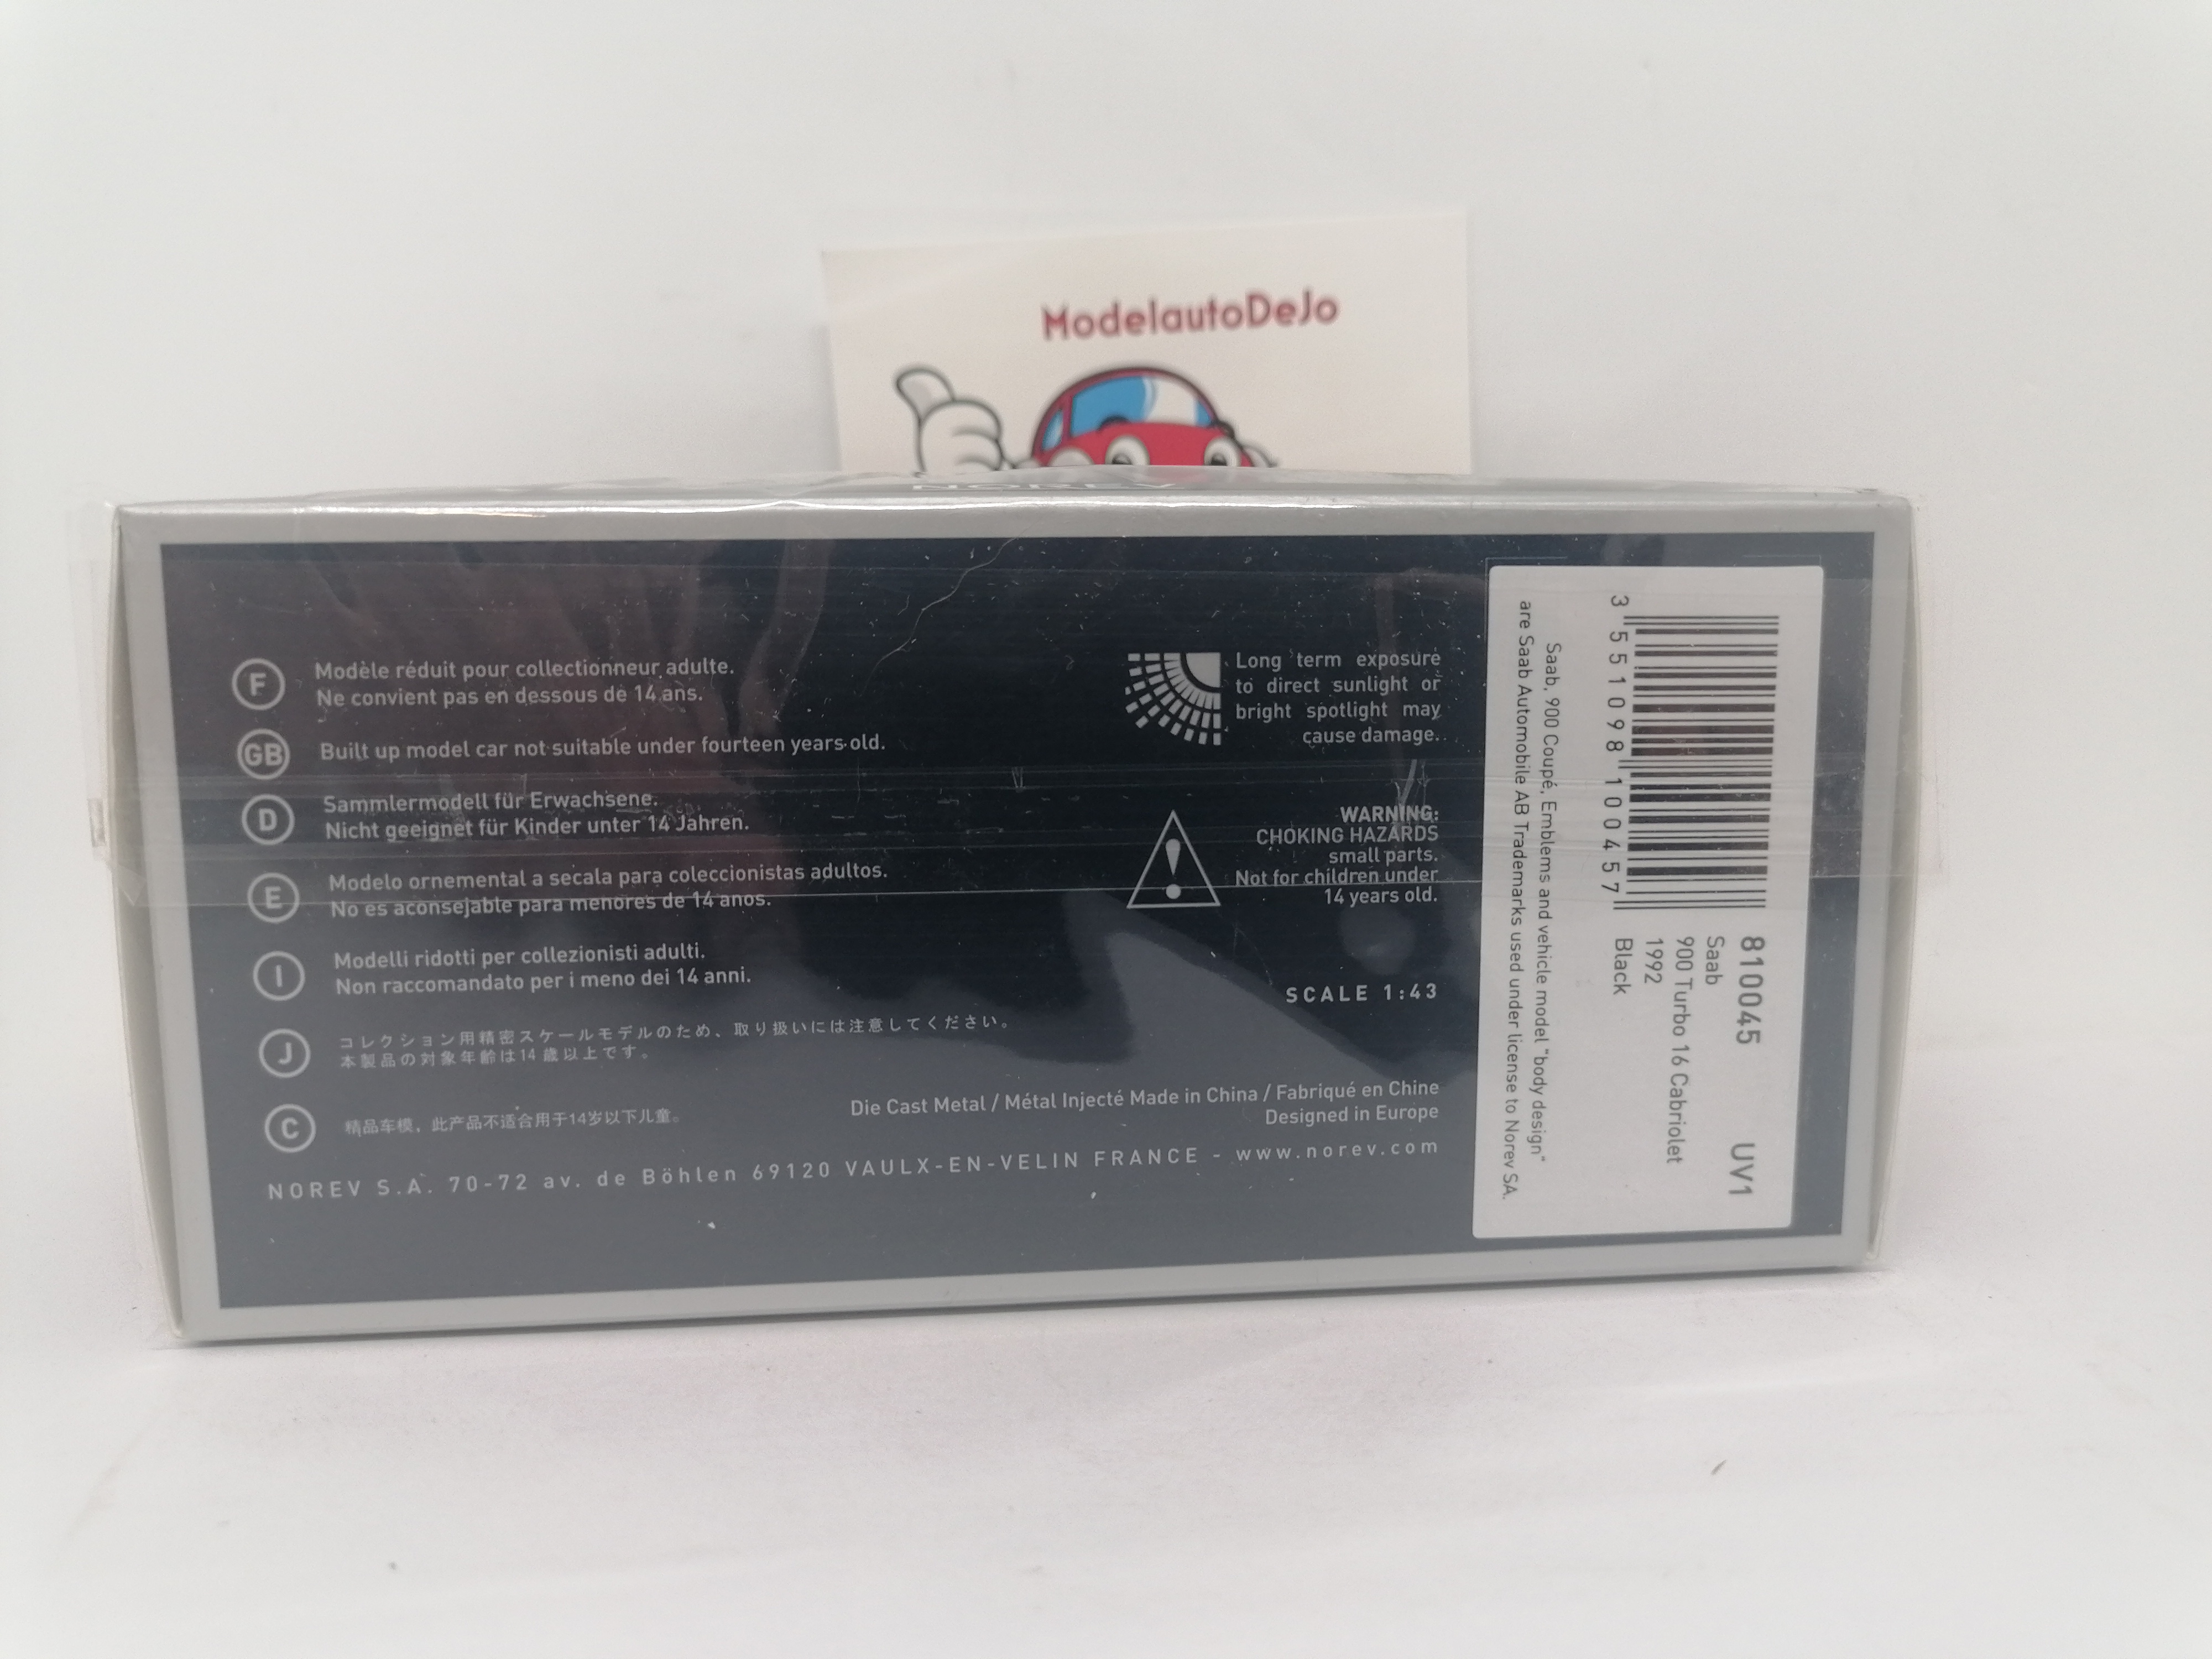 ModelautoDeJo
NOREV
F
Modèle réduit pour collectionneur adulte.
Ne convient pas en dessous de 14 ans.
GB
Built up model car not suitable under fourteen years old.
D
Sammlermodell für Erwachsene.
Nicht geeignet für Kinder unter 14 Jahren.
E
Modelo ornemental a secala para coleccionistas adultos.
No es aconsejable para menores de 14 anos.
I
Modelli ridotti per collezionisti adulti.
Non raccomandato per i meno dei 14 anni.
J
コレクション用精密スケールモデルのため、取り扱いには注意してください。
本製品の対象年齢は14歳以上です。
C
精品车模，此产品不适合用于14岁以下儿童。
Long term exposure
to direct sunlight or
bright spotlight may
cause damage.
WARNING:
CHOKING HAZARDS
small parts.
Not for children under
14 years old.
SCALE 1:43
Die Cast Metal / Métal Injecté Made in China / Fabriqué en Chine
Designed in Europe
NOREV S.A. 70-72 av. de Böhlen 69120 VAULX-EN-VELIN FRANCE - www.norev.com
3 551098 100457
810045 UV1
Saab
900 Turbo 16 Cabriolet
1992
Black
Saab, 900 Coupé, Emblems and vehicle model "body design"
are Saab Automobile AB Trademarks used under license to Norev SA.